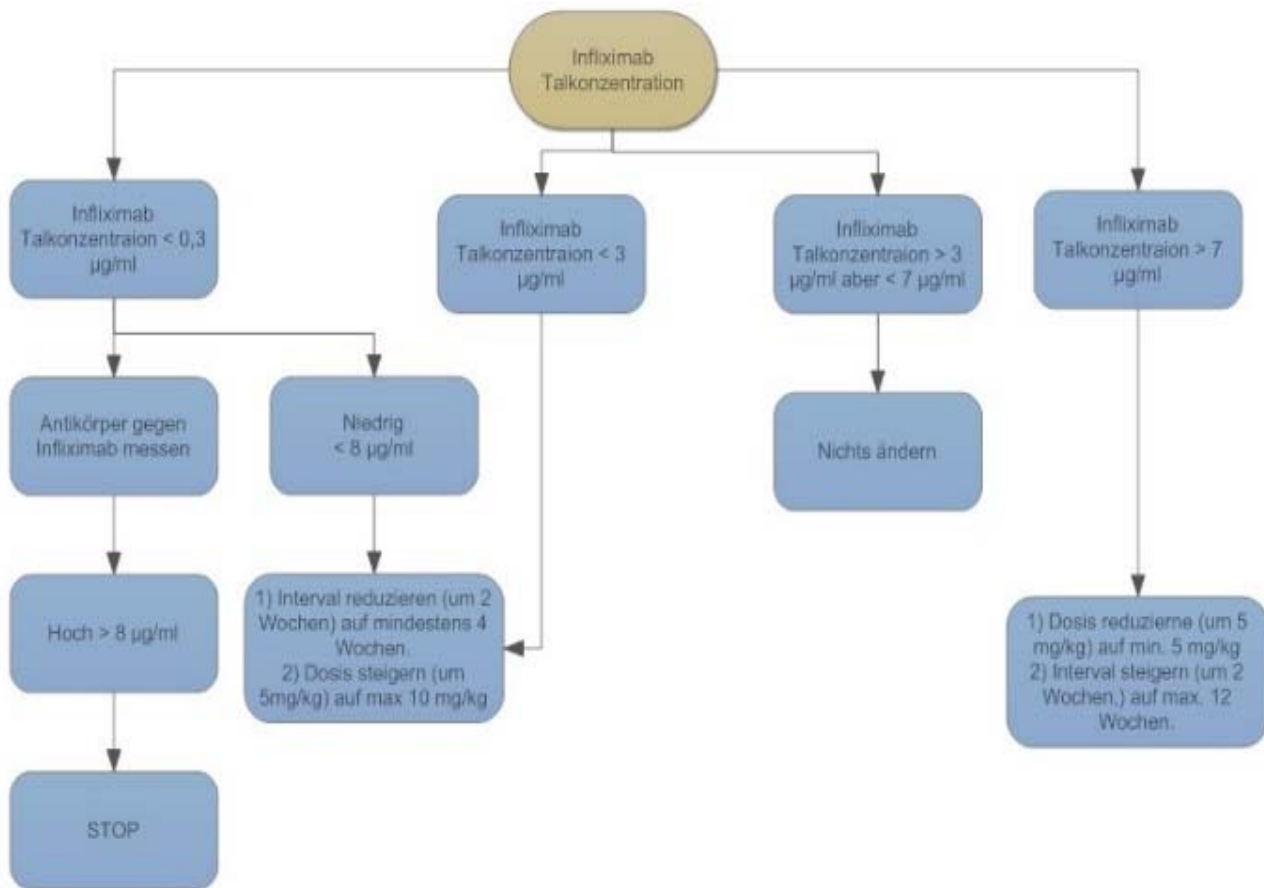 Infliximab
Talkonzentration
Infliximab
Talkonzentraion < 0,3
µg/ml
Infliximab
Talkonzentraion < 3
µg/ml
Infliximab
Talkonzentraion > 3
µg/ml aber < 7 µg/ml
Infliximab
Talkonzentraion > 7
µg/ml
Antikörper gegen
Infliximab messen
Niedrig
< 8 µg/ml
Nichts ändern
Hoch > 8 µg/ml
1) Interval reduzieren (um 2
Wochen) auf mindestens 4
Wochen.
2) Dosis steigern (um
5mg/kg) auf max 10 mg/kg
1) Dosis reduzierne (um 5
mg/kg) auf min. 5 mg/kg
2) Interval steigern (um 2
Wochen,) auf max. 12
Wochen.
STOP